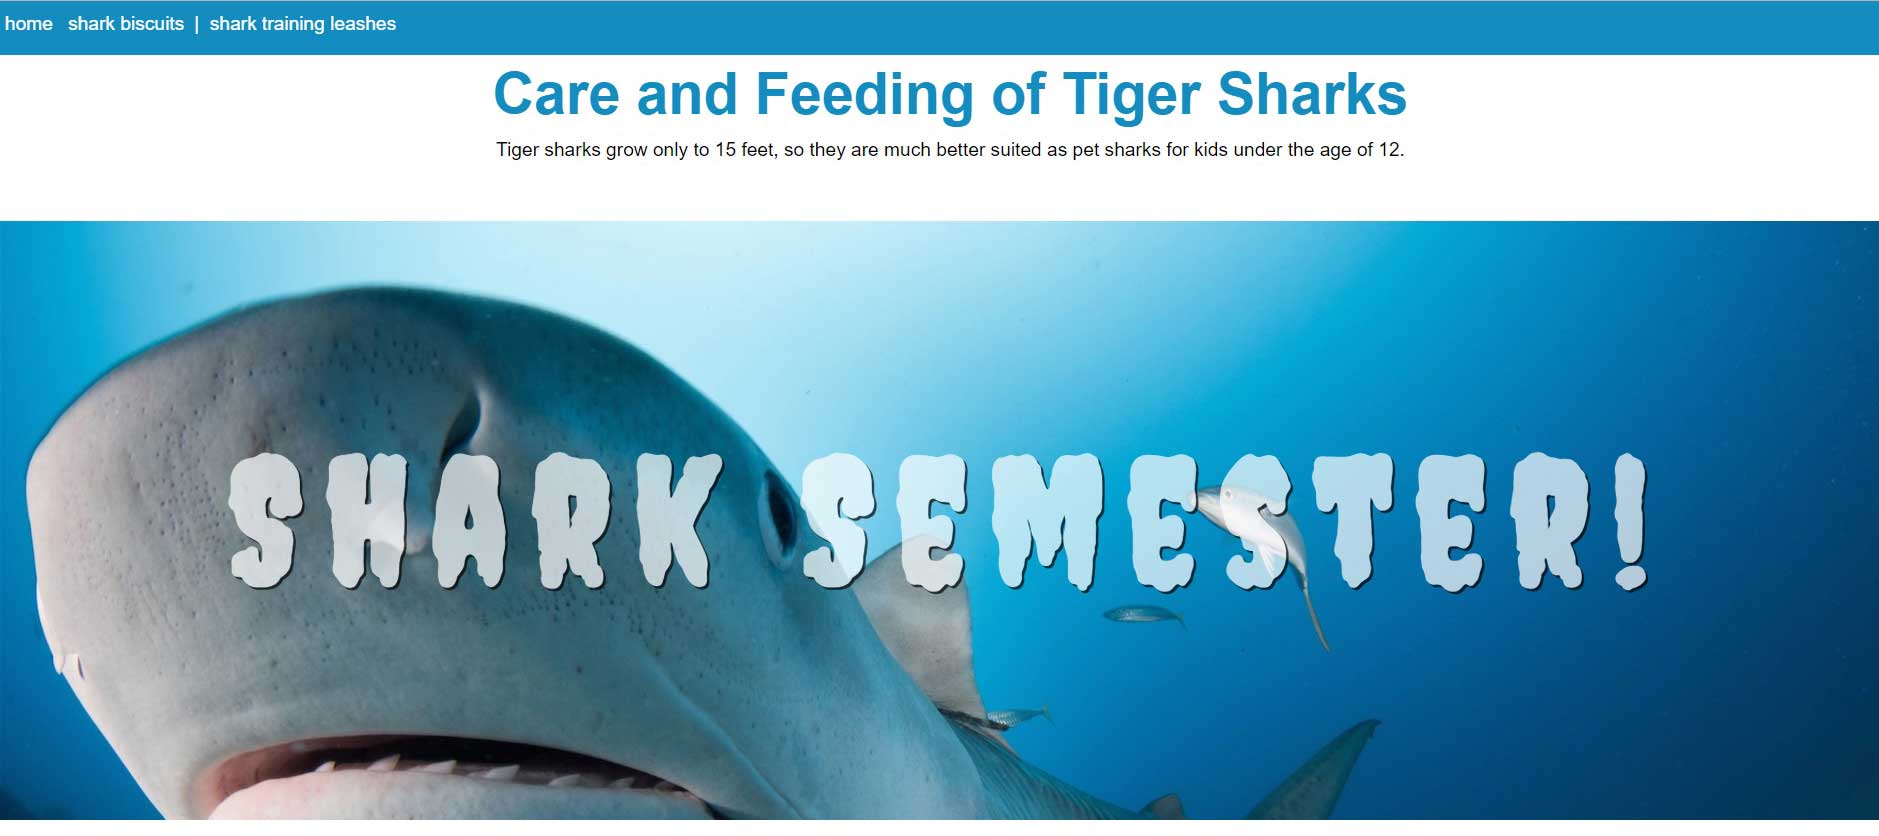 home shark biscuits | shark training leashes
Care and Feeding of Tiger Sharks
Tiger sharks grow only to 15 feet, so they are much better suited as pet sharks for kids under the age of 12.
SHARK SEMESTER!